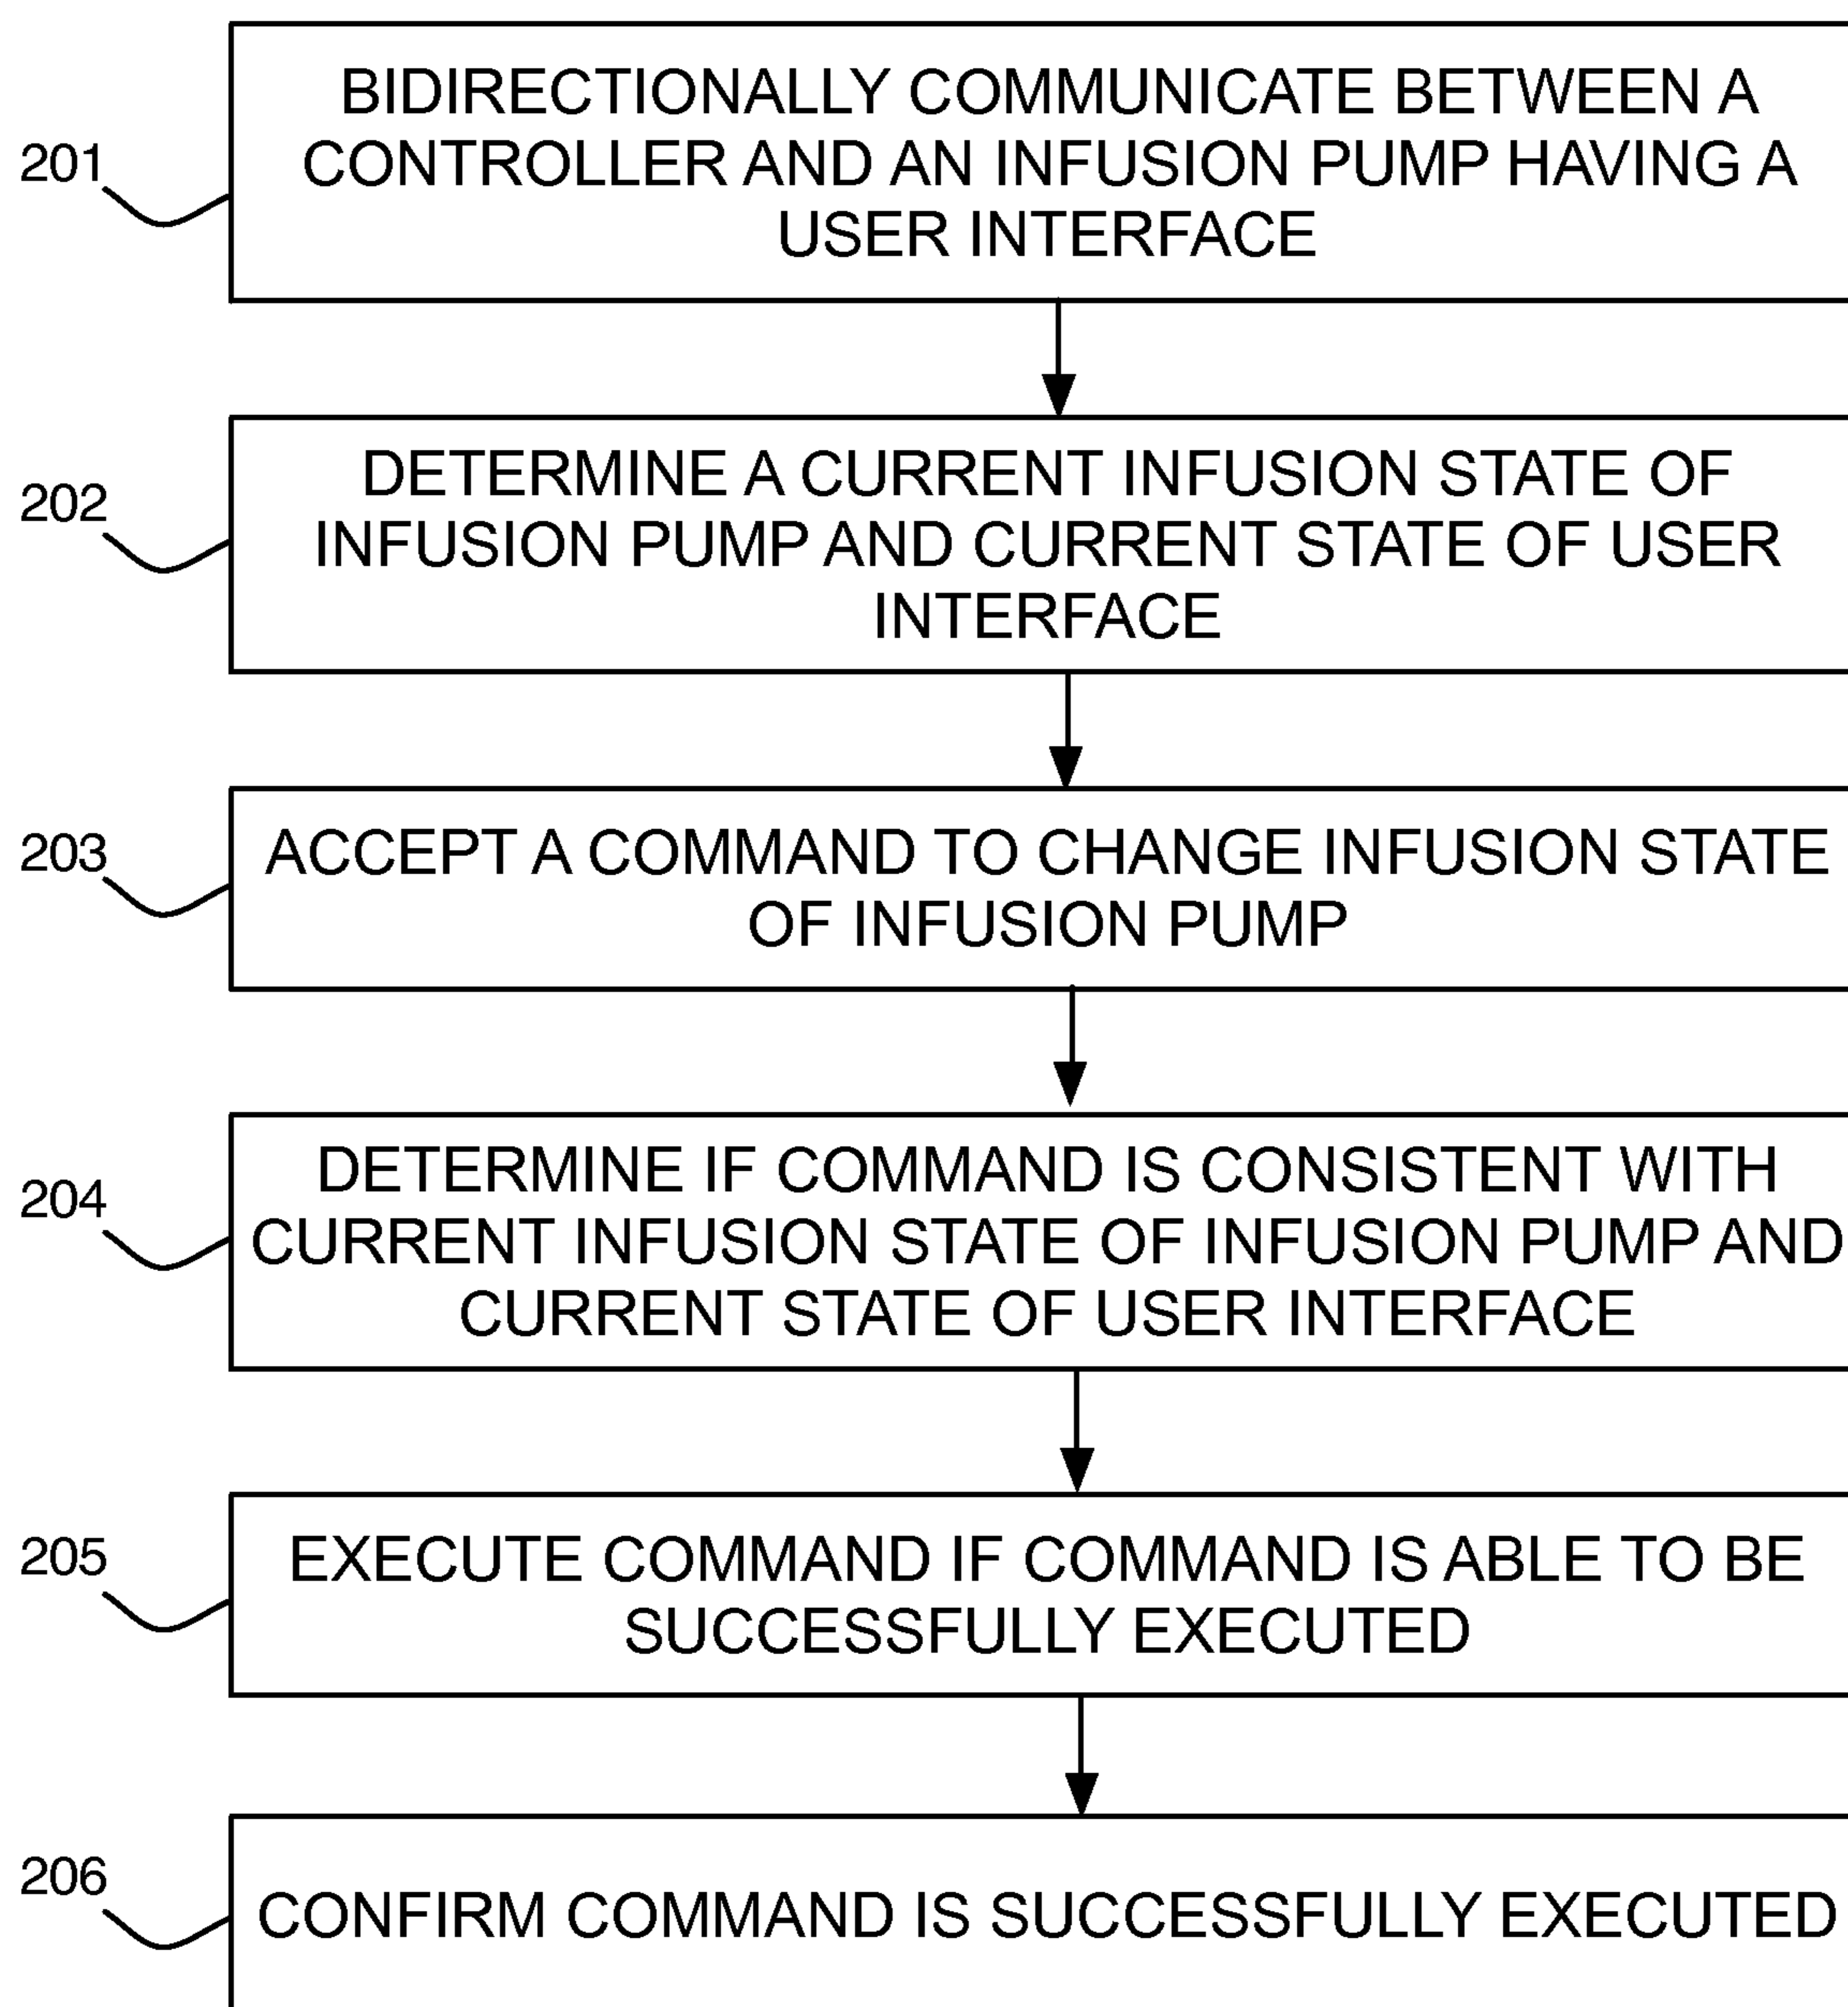 BIDIRECTIONALLY COMMUNICATE BETWEEN A
201
CONTROLLER AND AN INFUSION PUMP HAVING A
USER INTERFACE
DETERMINE A CURRENT INFUSION STATE OF
202
INFUSION PUMP AND CURRENT STATE OF USER
INTERFACE
203
ACCEPT A COMMAND TO CHANGE INFUSION STATE
OF INFUSION PUMP
DETERMINE IF COMMAND IS CONSISTENT WITH
204
CURRENT INFUSION STATE OF INFUSION PUMP AND
CURRENT STATE OF USER INTERFACE
205
EXECUTE COMMAND IF COMMAND IS ABLE TO BE
SUCCESSFULLY EXECUTED
206
CONFIRM COMMAND IS SUCCESSFULLY EXECUTED